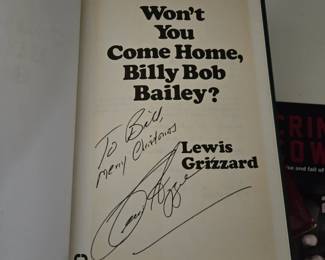 Won't
You
Come Home,
Billy Bob
Bailey?
To Bill,
Merry Christmas
Lewis
Grizzard